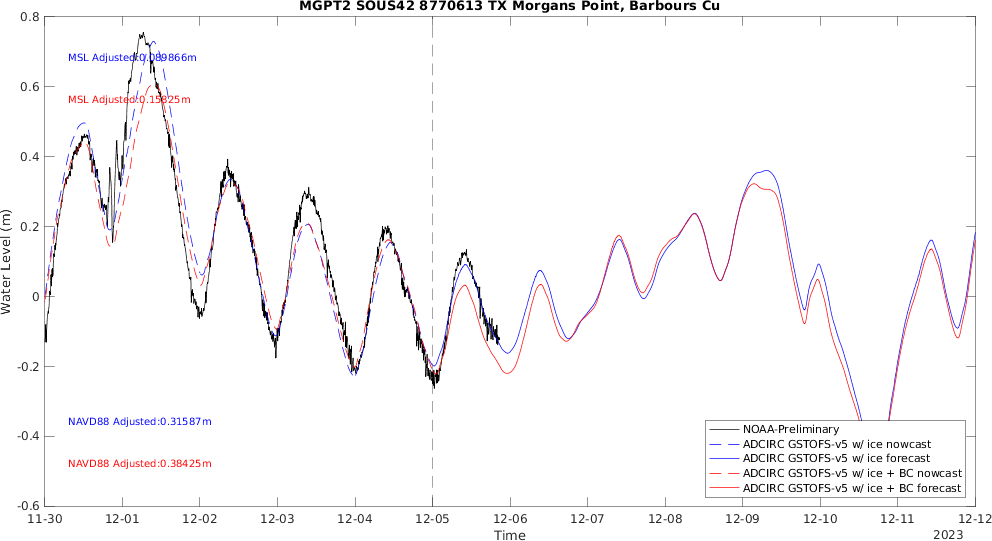 MGPT2 SOUS42 8770613 TX Morgans Point, Barbours Cu
Water Level (m)
0.8
0.6
0.4
0.2
0
-0.2
-0.4
-0.6
MSL Adjusted:0.089866m
MSL Adjusted:0.15825m
NAVD88 Adjusted:0.31587m
NAVD88 Adjusted:0.38425m
NOAA-Preliminary
ADCIRC GSTOFS-v5 w/ ice nowcast
ADCIRC GSTOFS-v5 w/ ice forecast
ADCIRC GSTOFS-v5 w/ice + BC nowcast
ADCIRC GSTOFS-v5 w/ice + BC forecast
11-30 12-01 12-02 12-03 12-04 12-05 12-06 12-07 12-08 12-09 12-10 12-11 12-12
Time
2023